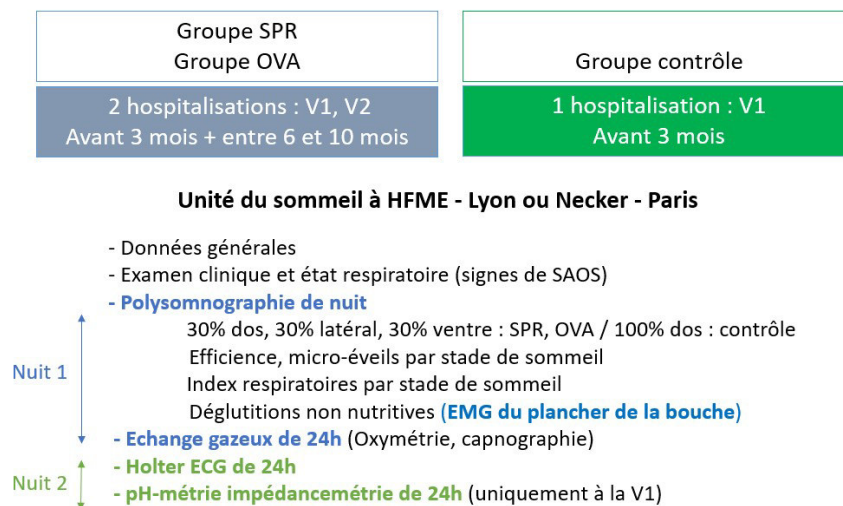 Groupe SPR
Groupe OVA
2 hospitalisations : V1, V2
Avant 3 mois + entre 6 et 10 mois
Groupe contrôle
1 hospitalisation : V1
Avant 3 mois
Unité du sommeil à HFME - Lyon ou Necker - Paris
- Données générales
- Examen clinique et état respiratoire (signes de SAOS)
- Polysomnographie de nuit
30% dos, 30% latéral, 30% ventre : SPR, OVA / 100% dos : contrôle
Efficience, micro-éveils par stade de sommeil
Nuit 1
Index respiratoires par stade de sommeil
Déglutitions non nutritives (EMG du plancher de la bouche)
- Echange gazeux de 24h (Oxymétrie, capnographie)
- Holter ECG de 24h
Nuit 2
- pH-métrie impédancemétrie de 24h (uniquement à la V1)